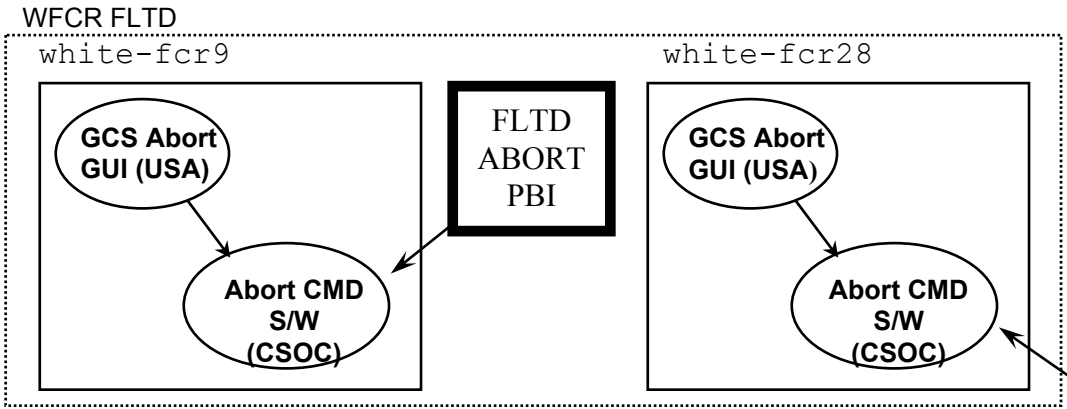 WFCR FLTD
white-fcr9
white-fcr28
GCS Abort
GUI (USA)
Abort CMD
S/W
(CSOC)
FLTD
ABORT
PBI
GCS Abort
GUI (USA)
Abort CMD
S/W
(CSOC)